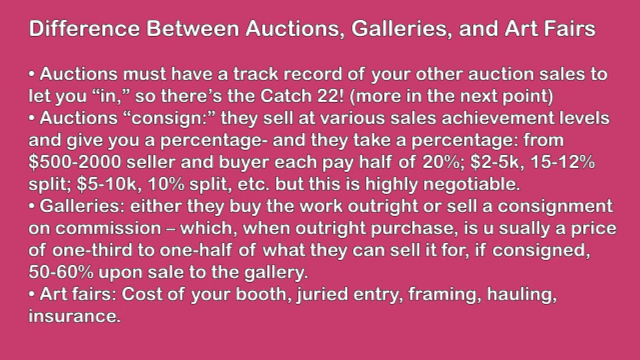 Difference Between Auctions, Galleries, and Art Fairs
• Auctions must have a track record of your other auction sales to
let you “in,” so there’s the Catch 22! (more in the next point)
• Auctions “consign:” they sell at various sales achievement levels
and give you a percentage- and they take a percentage: from
$500-2000 seller and buyer each pay half of 20%; $2-5k, 15-12%
split; $5-10k, 10% split, etc. but this is highly negotiable.
• Galleries: either they buy the work outright or sell a consignment
on commission – which, when outright purchase, is u sually a price
of one-third to one-half of what they can sell it for, if consigned,
50-60% upon sale to the gallery.
• Art fairs: Cost of your booth, juried entry, framing, hauling,
insurance.